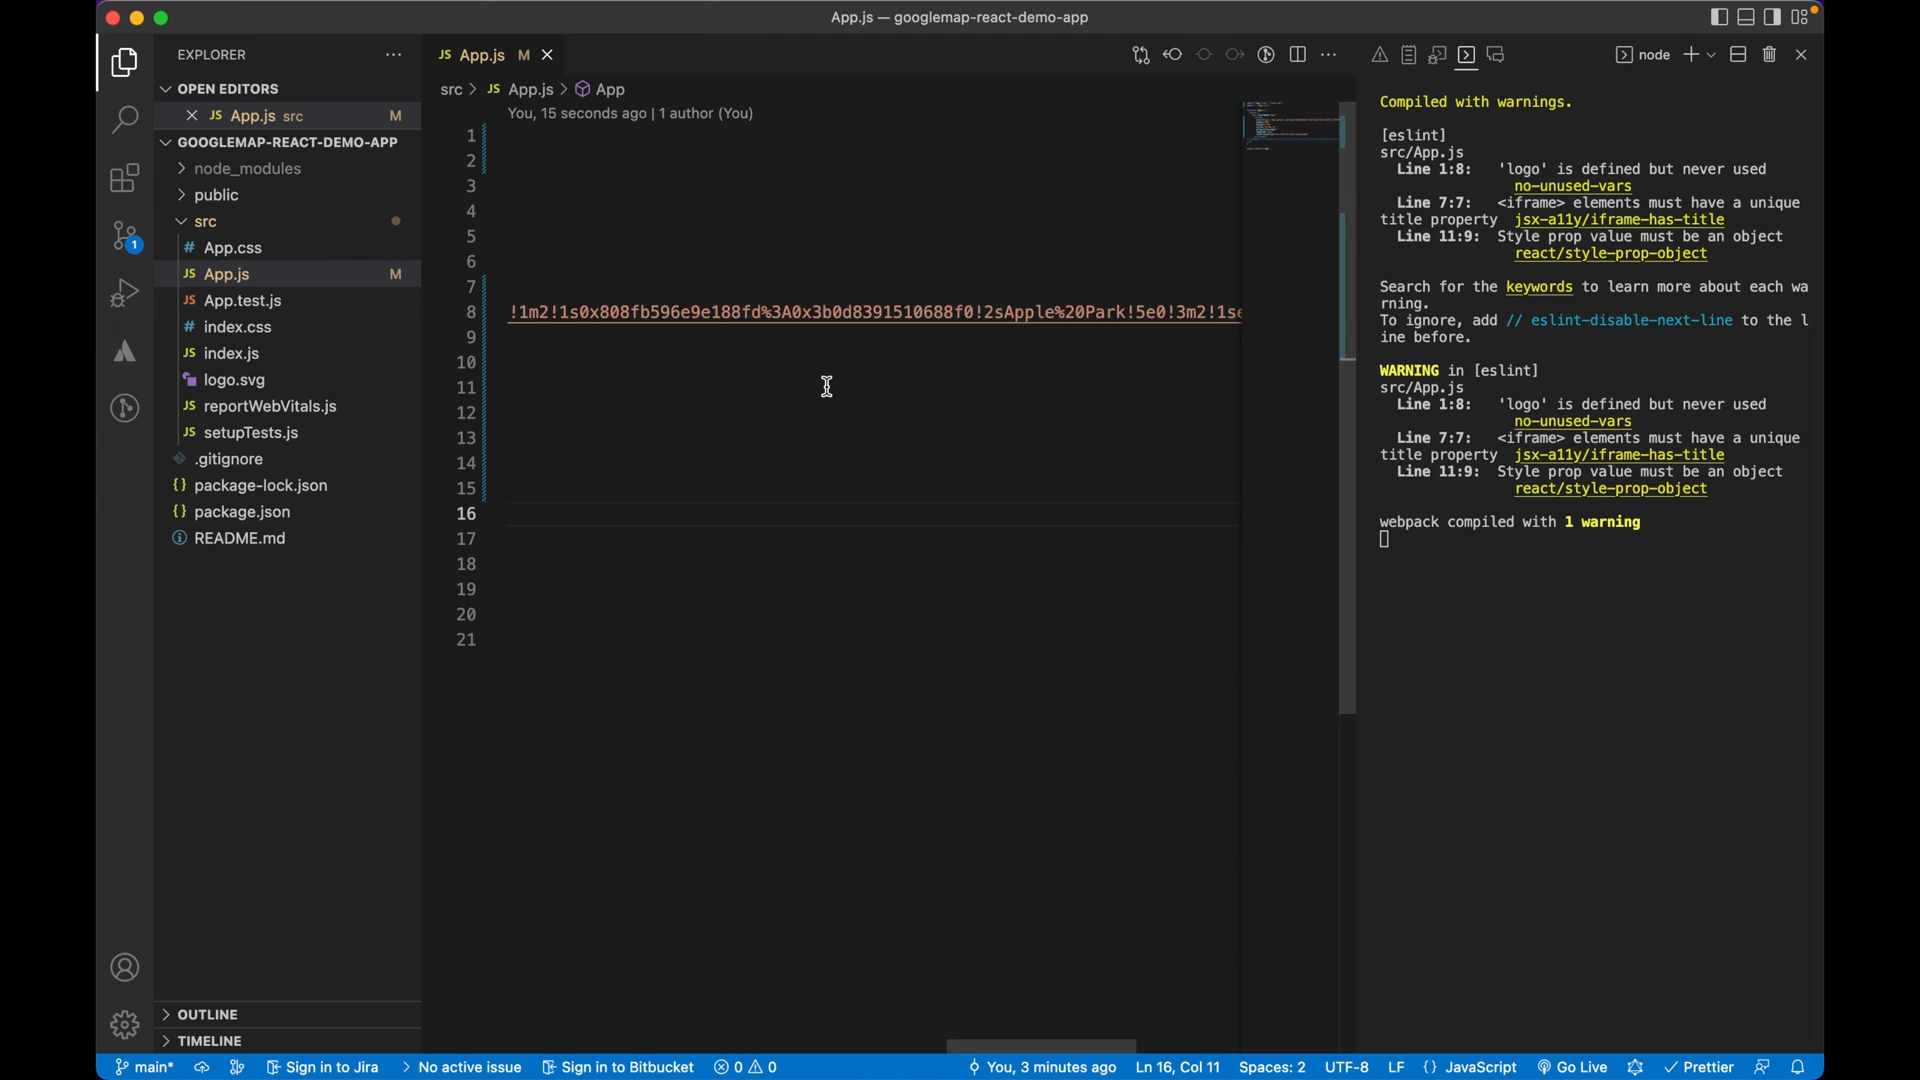 App.js — googlemap-react-demo-app
EXPLORER
OPEN EDITORS
JS App.js src M
GOOGLEMAP-REACT-DEMO-APP
node_modules
public
src
# App.css
JS App.js M
JS App.test.js
# index.css
JS index.js
logo.svg
JS reportWebVitals.js
JS setupTests.js
.gitignore
{} package-lock.json
{} package.json
README.md
OUTLINE
TIMELINE
1
JS App.js M
src > JS App.js > App
You, 15 seconds ago | 1 author (You)
1
2
3
4
5
6
7
8 !1m2!1s0x808fb596e9e188fd%3A0x3b0d8391510688f0!2sApple%20Park!5e0!3m2!1se
9
10
11
12
13
14
15
16
17
18
19
20
21
node
Compiled with warnings.
[eslint]
src/App.js
Line 1:8: 'logo' is defined but never used
no-unused-vars
Line 7:7: <iframe> elements must have a unique
title property jsx-a11y/iframe-has-title
Line 11:9: Style prop value must be an object
react/style-prop-object
Search for the keywords to learn more about each wa
rning.
To ignore, add // eslint-disable-next-line to the l
ine before.
WARNING in [eslint]
src/App.js
Line 1:8: 'logo' is defined but never used
no-unused-vars
Line 7:7: <iframe> elements must have a unique
title property jsx-a11y/iframe-has-title
Line 11:9: Style prop value must be an object
react/style-prop-object
webpack compiled with 1 warning
main* Sign in to Jira No active issue Sign in to Bitbucket 0 0 You, 3 minutes ago Ln 16, Col 11 Spaces: 2 UTF-8 LF {} JavaScript Go Live Prettier